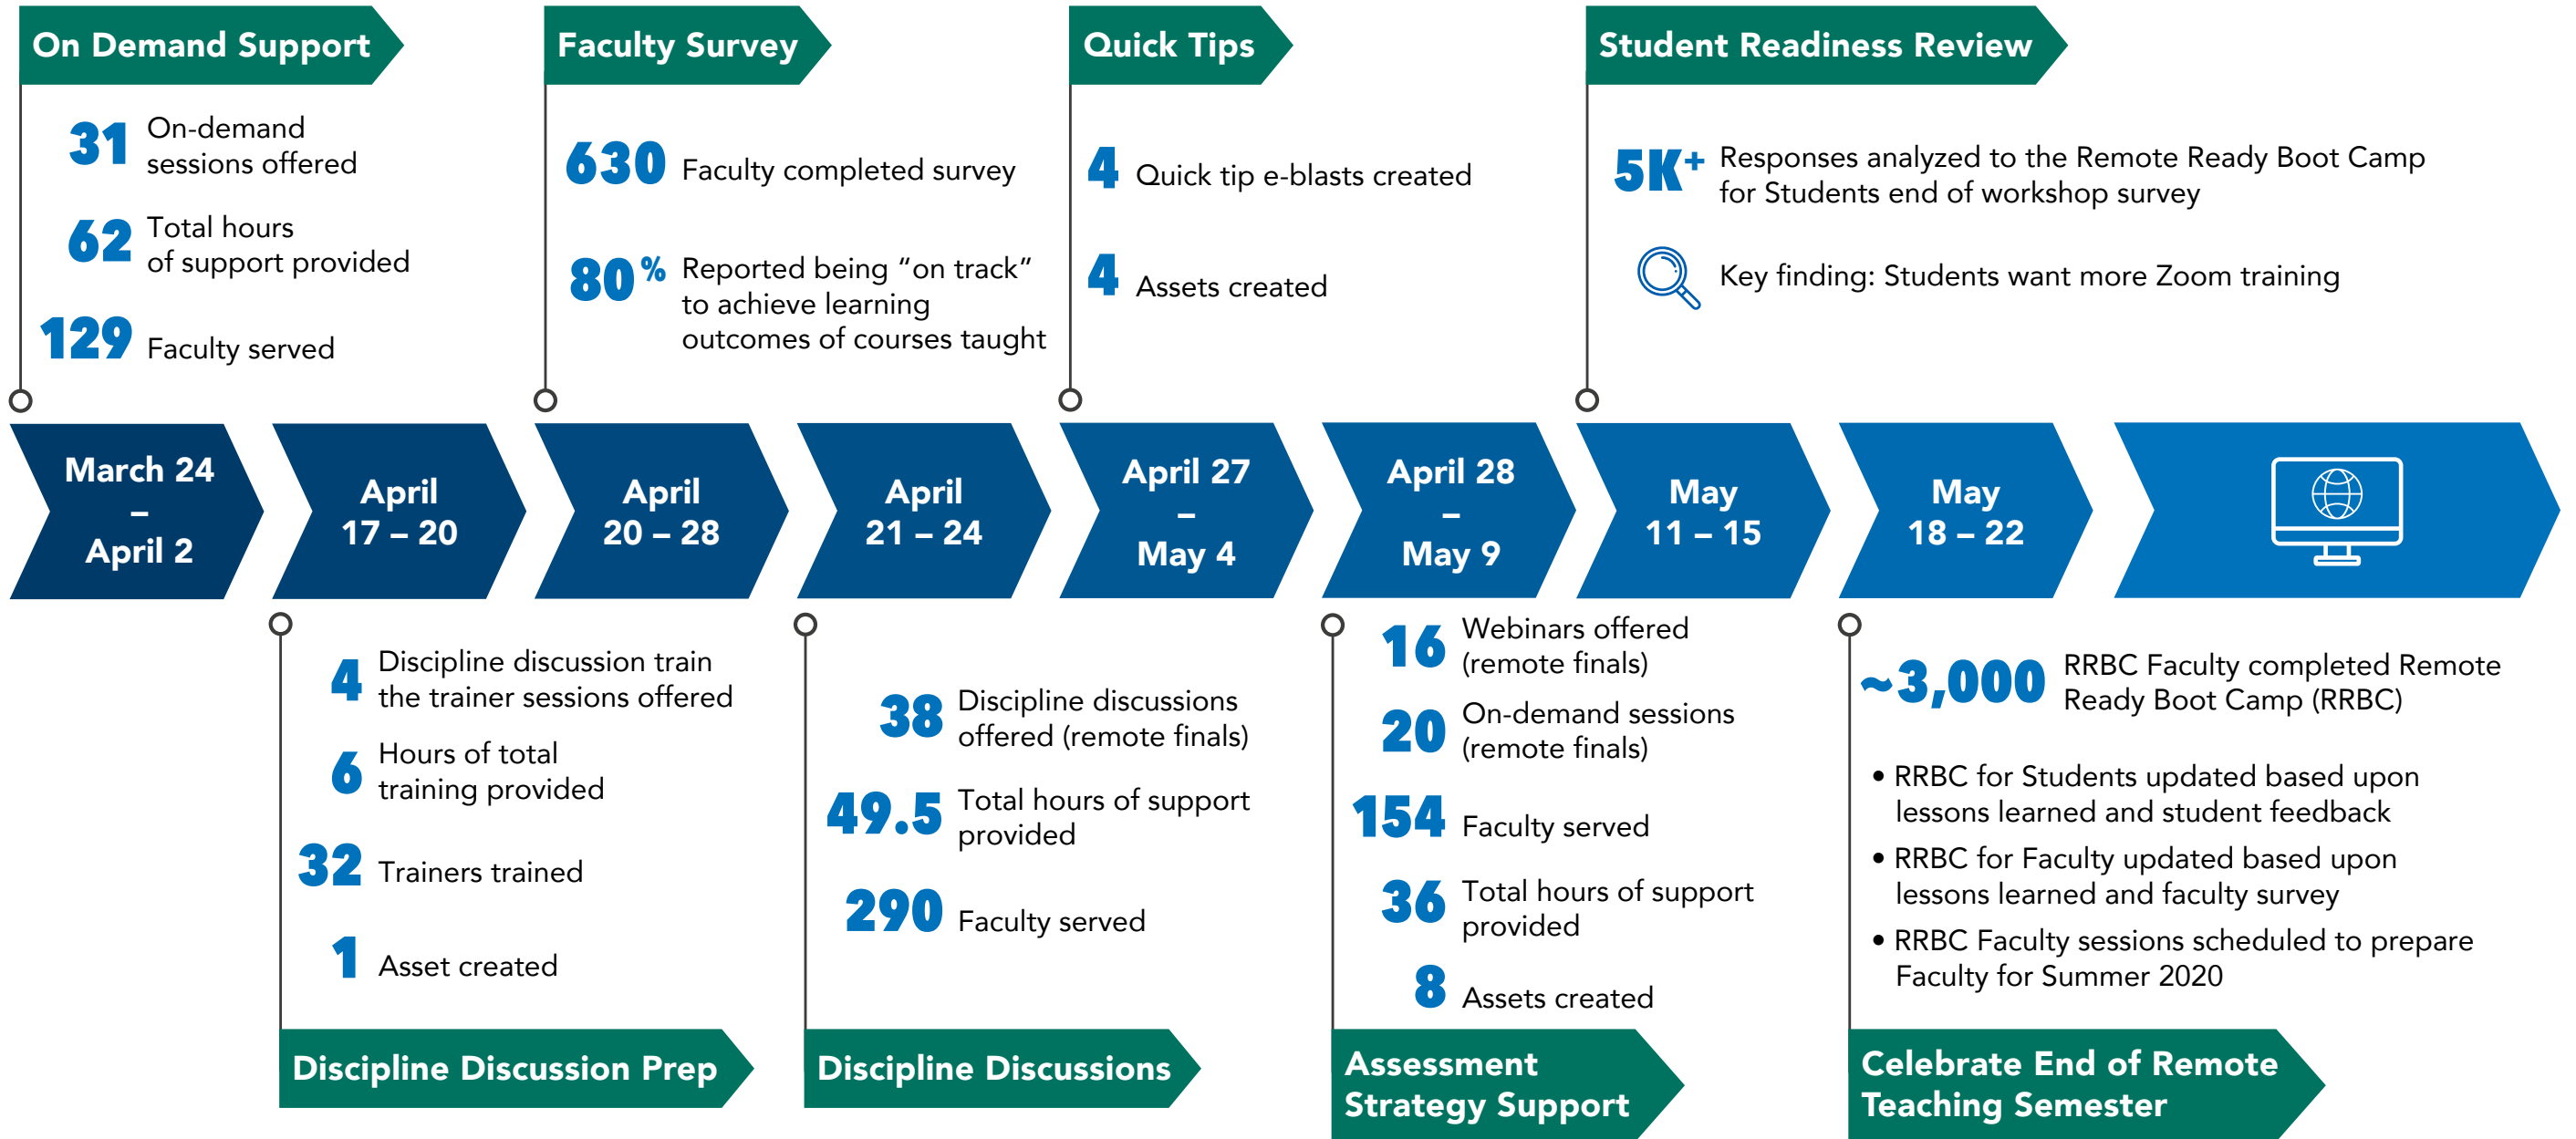 On Demand Support
31 On-demand
sessions offered
62 Total hours
of support provided
129 Faculty served
Faculty Survey
630 Faculty completed survey
80% Reported being “on track”
to achieve learning
outcomes of courses taught
Quick Tips
4 Quick tip e-blasts created
4 Assets created
Student Readiness Review
5K+ Responses analyzed to the Remote Ready Boot Camp
for Students end of workshop survey
Key finding: Students want more Zoom training
March 24
–
April 2
April
17 – 20
April
20 – 28
April
21 – 24
April 27
–
May 4
April 28
–
May 9
May
11 – 15
May
18 – 22
4 Discipline discussion train
the trainer sessions offered
6 Hours of total
training provided
32 Trainers trained
1 Asset created
Discipline Discussion Prep
38 Discipline discussions
offered (remote finals)
49.5 Total hours of support
provided
290 Faculty served
Discipline Discussions
16 Webinars offered
(remote finals)
20 On-demand sessions
(remote finals)
154 Faculty served
36 Total hours of support
provided
8 Assets created
Assessment
Strategy Support
~3,000 RRBC Faculty completed Remote
Ready Boot Camp (RRBC)
• RRBC for Students updated based upon
lessons learned and student feedback
• RRBC for Faculty updated based upon
lessons learned and faculty survey
• RRBC Faculty sessions scheduled to prepare
Faculty for Summer 2020
Celebrate End of Remote
Teaching Semester